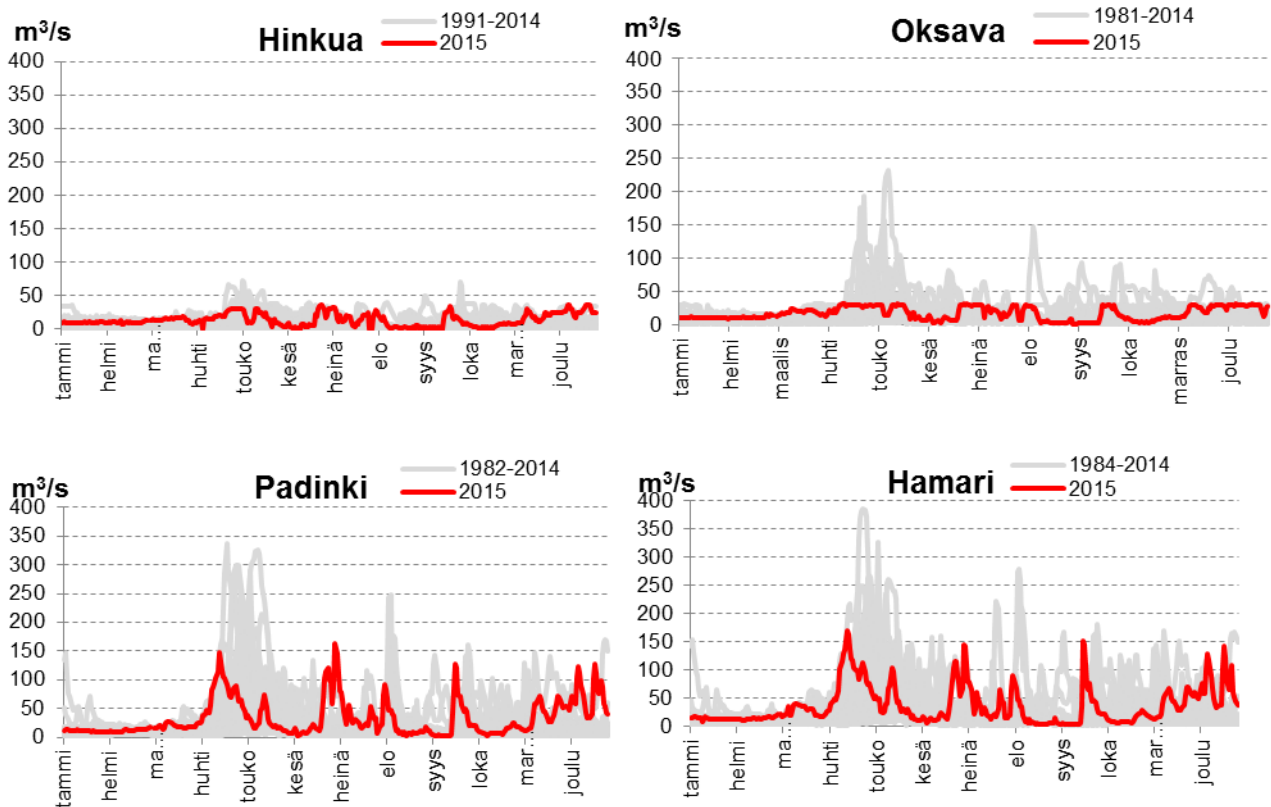 m³/s
Hinkua
1991-2014
2015
400
350
300
250
200
150
100
50
0
tammi
helmi
ma...
huhti
touko
kesä
heinä
elo
syys
loka
mar...
joulu
m³/s
Oksava
1981-2014
2015
400
350
300
250
200
150
100
50
0
tammi
helmi
maalis
huhti
touko
kesä
heinä
elo
syys
loka
marras
joulu
m³/s
Padinki
1982-2014
2015
400
350
300
250
200
150
100
50
0
tammi
helmi
ma...
huhti
touko
kesä
heinä
elo
syys
loka
mar...
joulu
m³/s
Hamari
1984-2014
2015
400
350
300
250
200
150
100
50
0
tammi
helmi
ma...
huhti
touko
kesä
heinä
elo
syys
loka
mar...
joulu